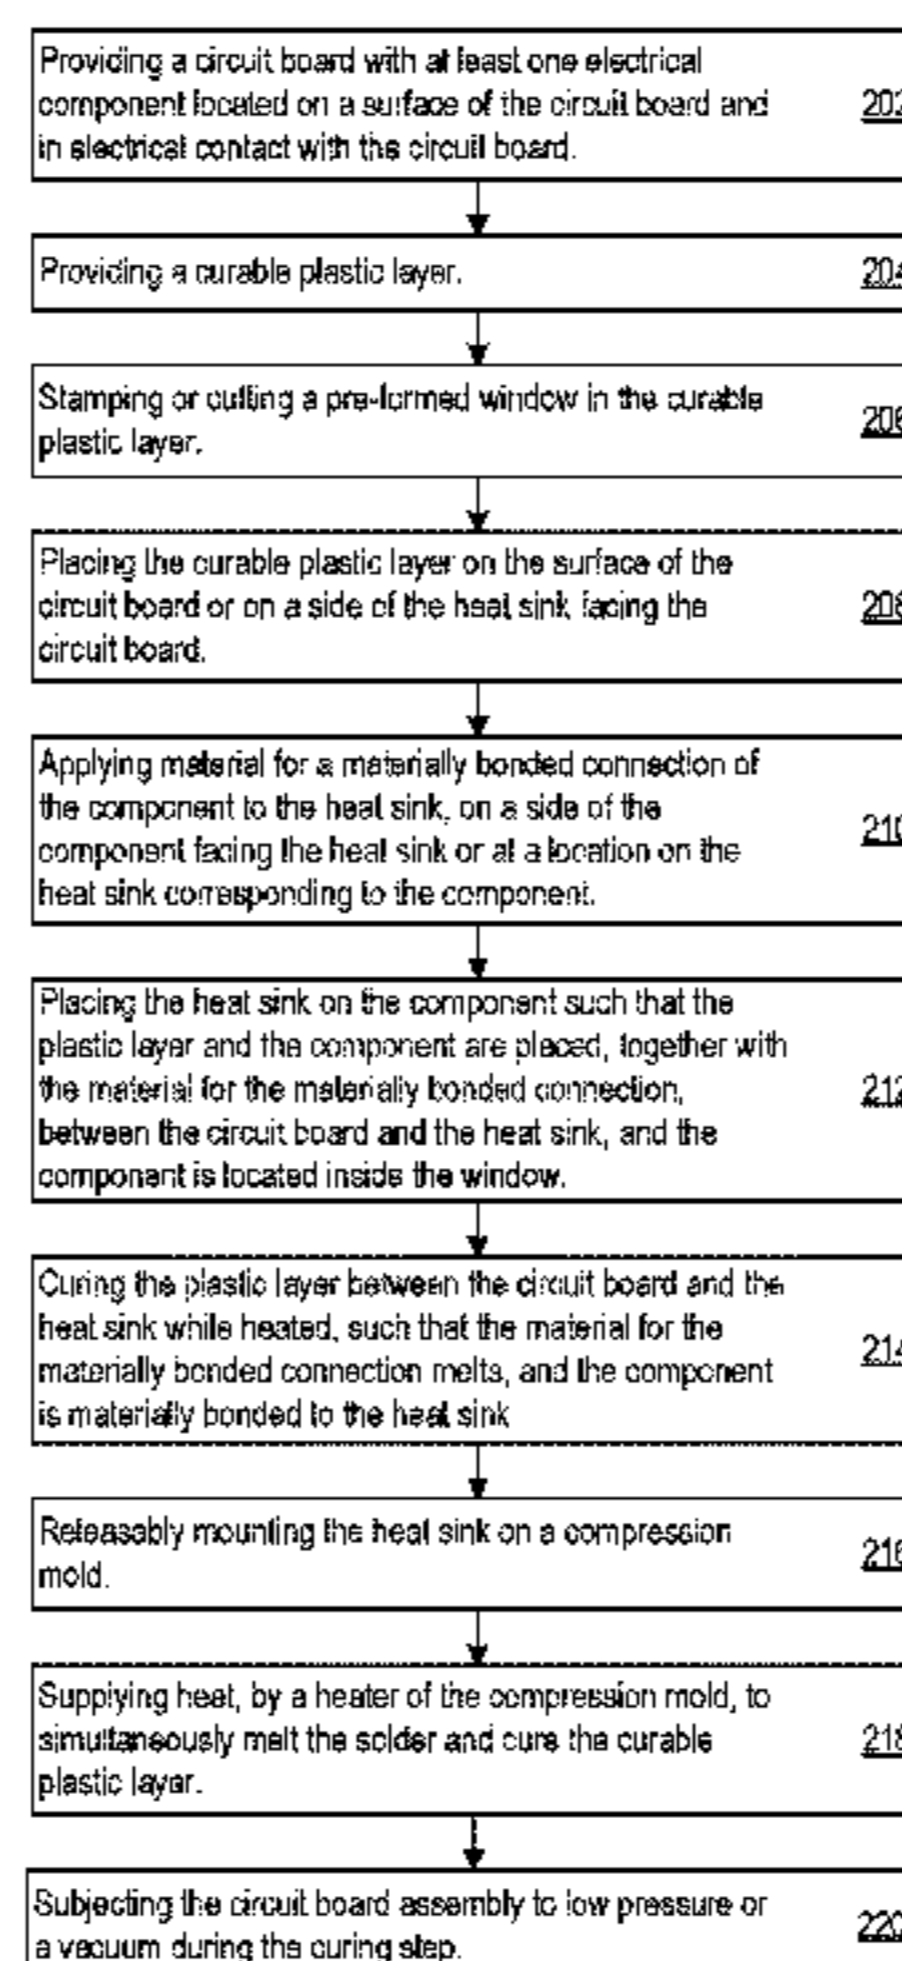 Providing a circuit board with at least one electrical
component located on a surface of the circuit board and
in electrical contact with the circuit board.
202
Providing a curable plastic layer.
204
Stamping or cutting a pre-formed window in the curable
plastic layer.
206
Placing the curable plastic layer on the surface of the
circuit board or on a side of the heat sink facing the
circuit board.
208
Applying material for a materially bonded connection of
the component to the heat sink, on a side of the
component facing the heat sink or at a location on the
heat sink corresponding to the component.
210
Placing the heat sink on the component such that the
plastic layer and the component are placed, together with
the material for the materially bonded connection,
between the circuit board and the heat sink, and the
component is located inside the window.
212
Curing the plastic layer between the circuit board and the
heat sink while heated, such that the material for the
materially bonded connection melts, and the component
is materially bonded to the heat sink
214
Releasably mounting the heat sink on a compression
mold.
216
Supplying heat, by a heater of the compression mold, to
simultaneously melt the solder and cure the curable
plastic layer.
218
Subjecting the circuit board assembly to low pressure or
a vacuum during the curing step.
220